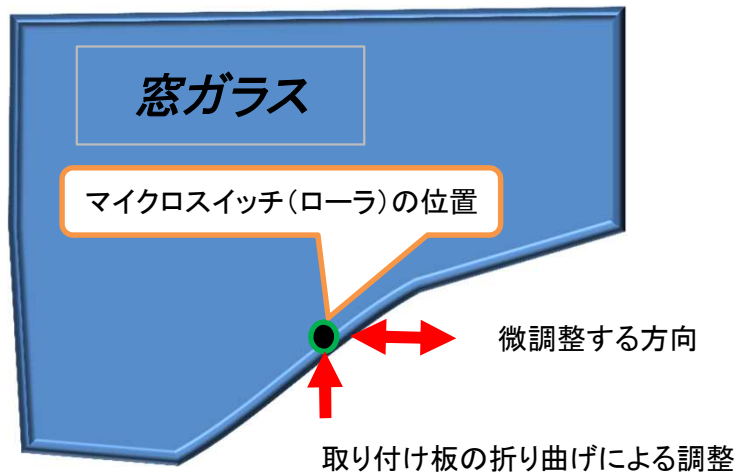 窓ガラス
マイクロスイッチ(ローラ)の位置
微調整する方向
取り付け板の折り曲げによる調整